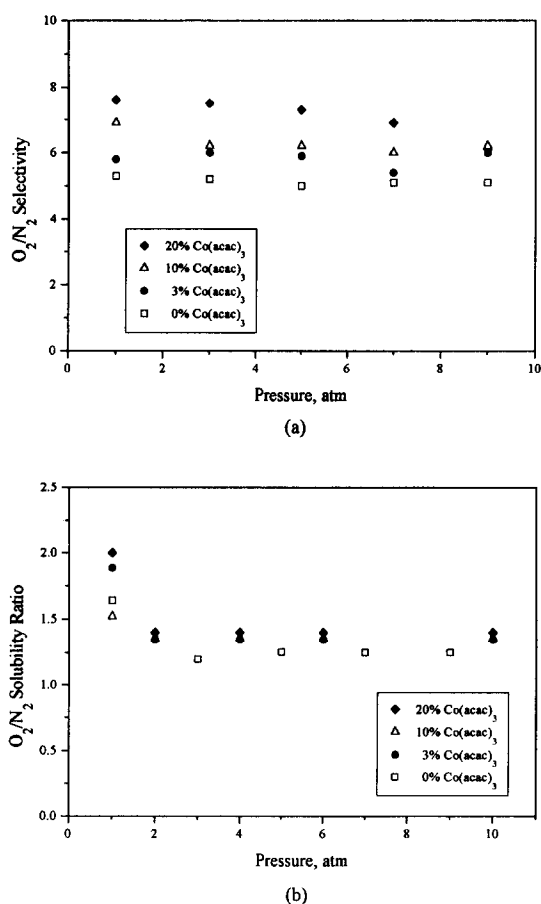 10
8
6
4
2
0
O2/N2 Selectivity
20% Co(acac)3
10% Co(acac)3
3% Co(acac)3
0% Co(acac)3
0 2 4 6 8 10
Pressure, atm
(a)
2.5
2.0
1.5
1.0
0.5
0.0
O2/N2 Solubility Ratio
20% Co(acac)3
10% Co(acac)3
3% Co(acac)3
0% Co(acac)3
0 2 4 6 8 10
Pressure, atm
(b)